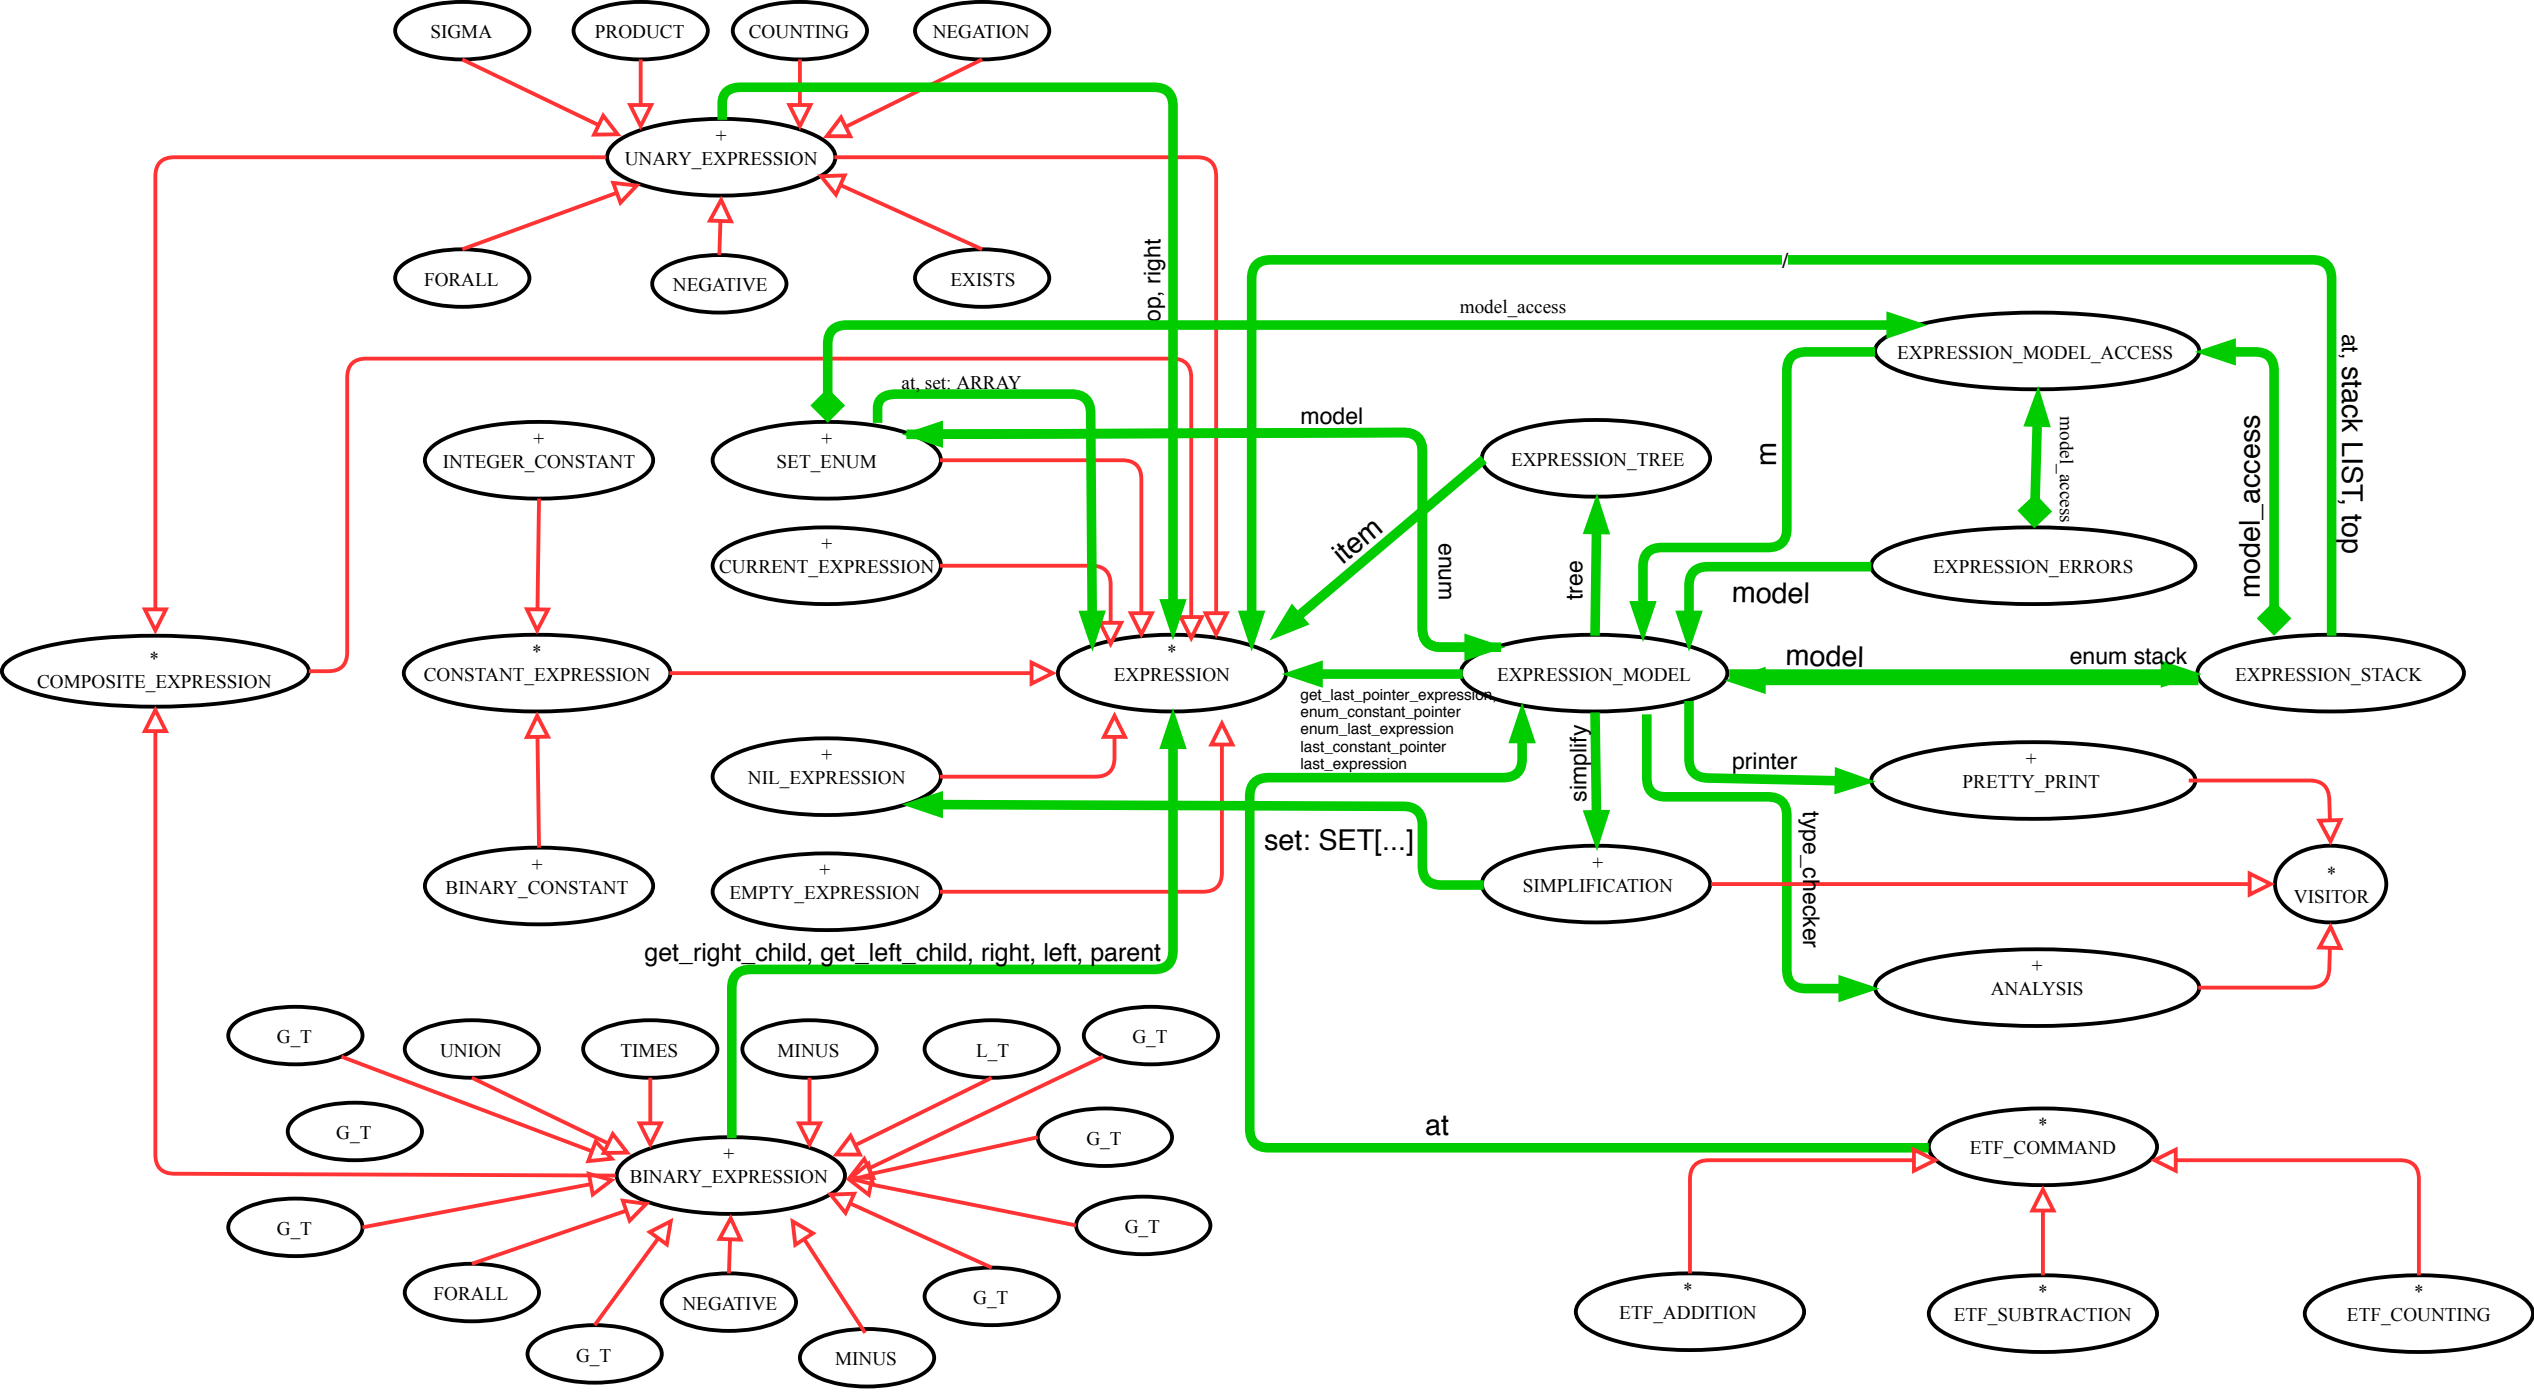 SIGMA
PRODUCT
COUNTING
NEGATION
+
UNARY_EXPRESSION
FORALL
NEGATIVE
EXISTS
op, right
/
model_access
EXPRESSION_MODEL_ACCESS
at, stack LIST, top
at, set: ARRAY
model
m
model_access
model_access
+
INTEGER_CONSTANT
+
SET_ENUM
EXPRESSION_TREE
item
enum
tree
+
CURRENT_EXPRESSION
EXPRESSION_ERRORS
model
*
COMPOSITE_EXPRESSION
*
CONSTANT_EXPRESSION
*
EXPRESSION
EXPRESSION_MODEL
model
enum stack
EXPRESSION_STACK
get_last_pointer_expression,
enum_constant_pointer
enum_last_expression
last_constant_pointer
last_expression
simplify
printer
+
NIL_EXPRESSION
+
PRETTY_PRINT
set: SET[...]
type_checker
+
BINARY_CONSTANT
+
EMPTY_EXPRESSION
+
SIMPLIFICATION
*
VISITOR
get_right_child, get_left_child, right, left, parent
+
ANALYSIS
G_T
UNION
TIMES
MINUS
L_T
G_T
G_T
G_T
at
*
ETF_COMMAND
+
BINARY_EXPRESSION
G_T
G_T
FORALL
NEGATIVE
G_T
G_T
MINUS
*
ETF_ADDITION
*
ETF_SUBTRACTION
*
ETF_COUNTING